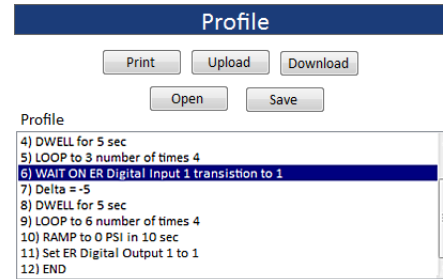 Profile
Print Upload Download
Open Save
Profile
4) DWELL for 5 sec
5) LOOP to 3 number of times 4
6) WAIT ON ER Digital Input 1 transistion to 1
7) Delta = -5
8) DWELL for 5 sec
9) LOOP to 6 number of times 4
10) RAMP to 0 PSI in 10 sec
11) Set ER Digital Output 1 to 1
12) END